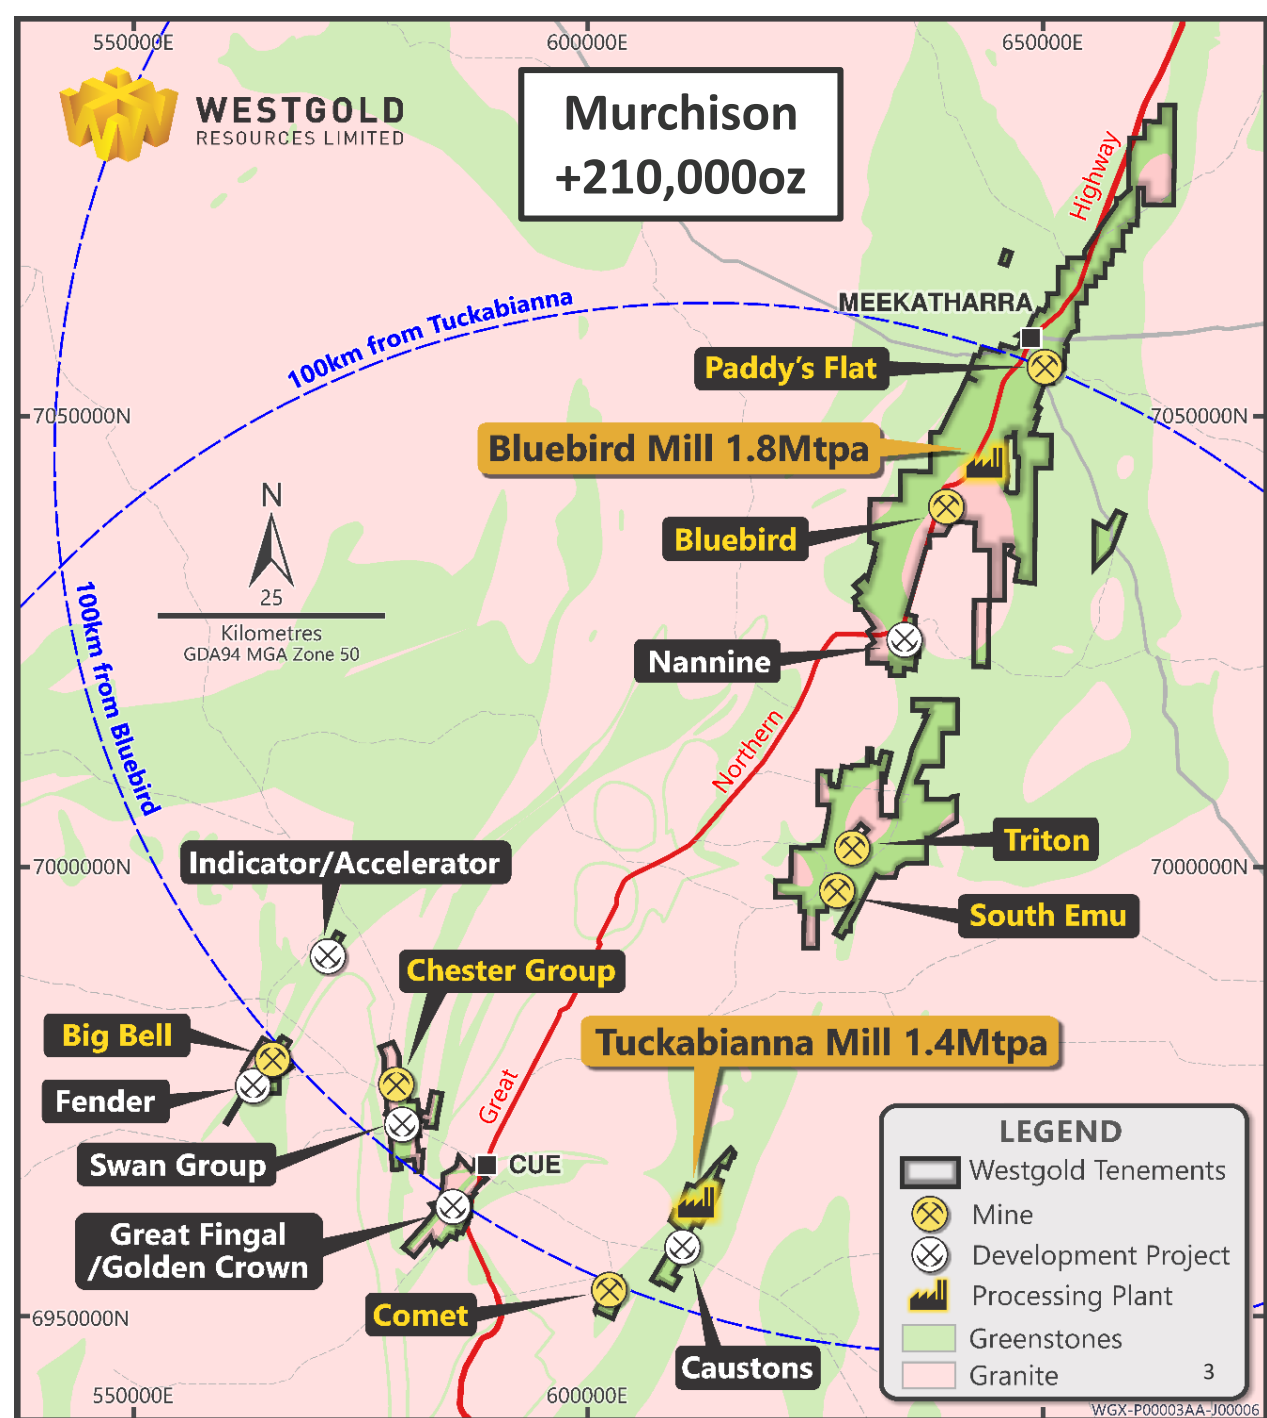 550000E
600000E
650000E
WESTGOLD
RESOURCES LIMITED
Murchison
+210,000oz
Highway
MEEKATHARRA
100km from Tuckabianna
Paddy's Flat
7050000N
7050000N
Bluebird Mill 1.8Mtpa
N
Bluebird
25
Kilometres
GDA94 MGA Zone 50
100km from Bluebird
Nannine
Northern
Triton
Indicator/Accelerator
7000000N
7000000N
South Emu
Chester Group
Big Bell
Tuckabianna Mill 1.4Mtpa
Fender
Great
Swan Group
CUE
Great Fingal
/Golden Crown
Comet
6950000N
Caustons
LEGEND
Westgold Tenements
Mine
Development Project
Processing Plant
Greenstones
Granite
3
550000E
600000E
WGX-P00003AA-J00006